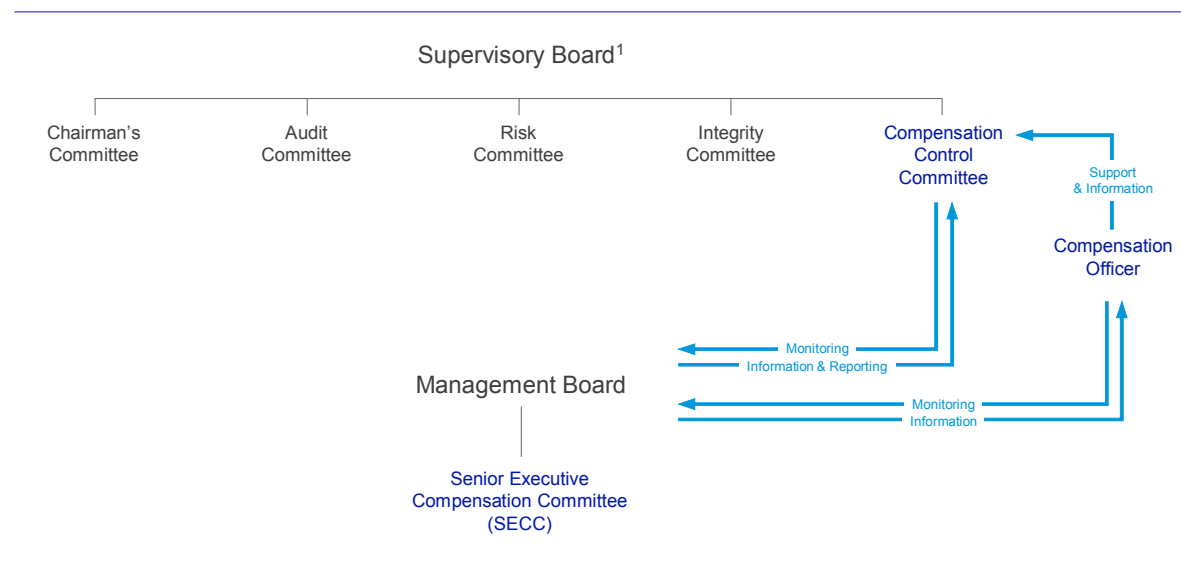 Supervisory Board1
Chairman's
Committee
Audit
Committee
Risk
Committee
Integrity
Committee
Compensation
Control
Committee
Support
& Information
Compensation
Officer
Monitoring
Information & Reporting
Management Board
Monitoring
Information
Senior Executive
Compensation Committee
(SECC)